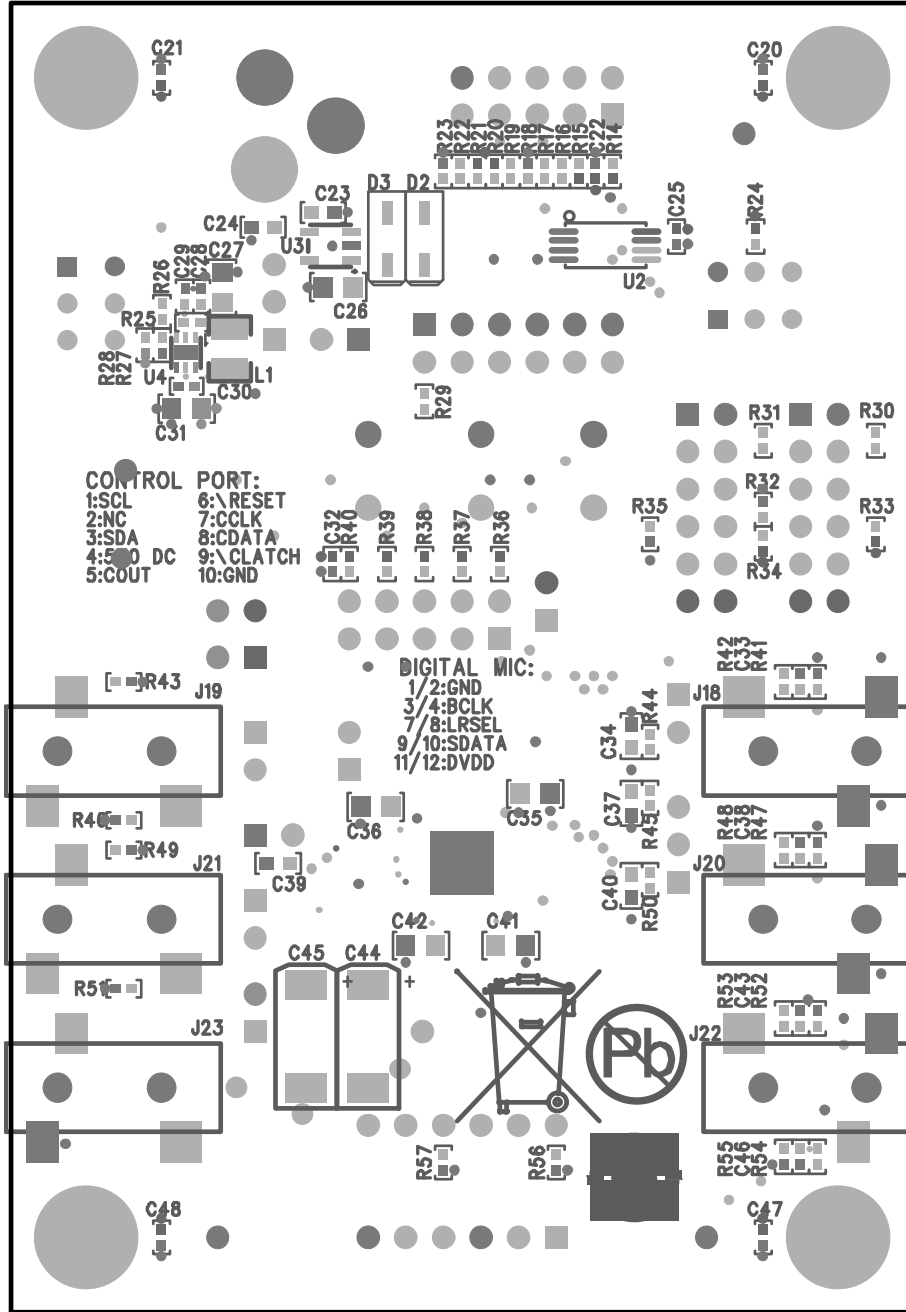 C21
C20
R23
R22
R21
R20
R19
R18
R17
R16
R15
C22
R14
D3
D2
C23
C24
U3
C25
R24
C27
C28
C29
R26
U2
C26
R25
R28
R27
U4
C30
L1
C31
R29
R31
R30
CONTROL PORT:
1:SCL 6:\RESET
2:NC 7:CCLK
3:SDA 8:CDATA
9:\CLATCH
5:COUT 10:GND
R32
R35
R33
R34
C32
R40
R39
R38
R37
R36
DIGITAL MIC:
1/2:GND
3/4:BCLK
7/8:LRSEL
9/10:SDATA
11/12:DVDD
R42
C33
R41
R43
J19
J18
R44
C34
C36
C35
C37
R45
R48
C38
R47
R49
J21
J20
C39
C40
R50
C42
C41
C45
C44
+
+
R51
R53
C43
R52
J23
J22
Pb
R57
R56
R55
C46
R54
C48
C47